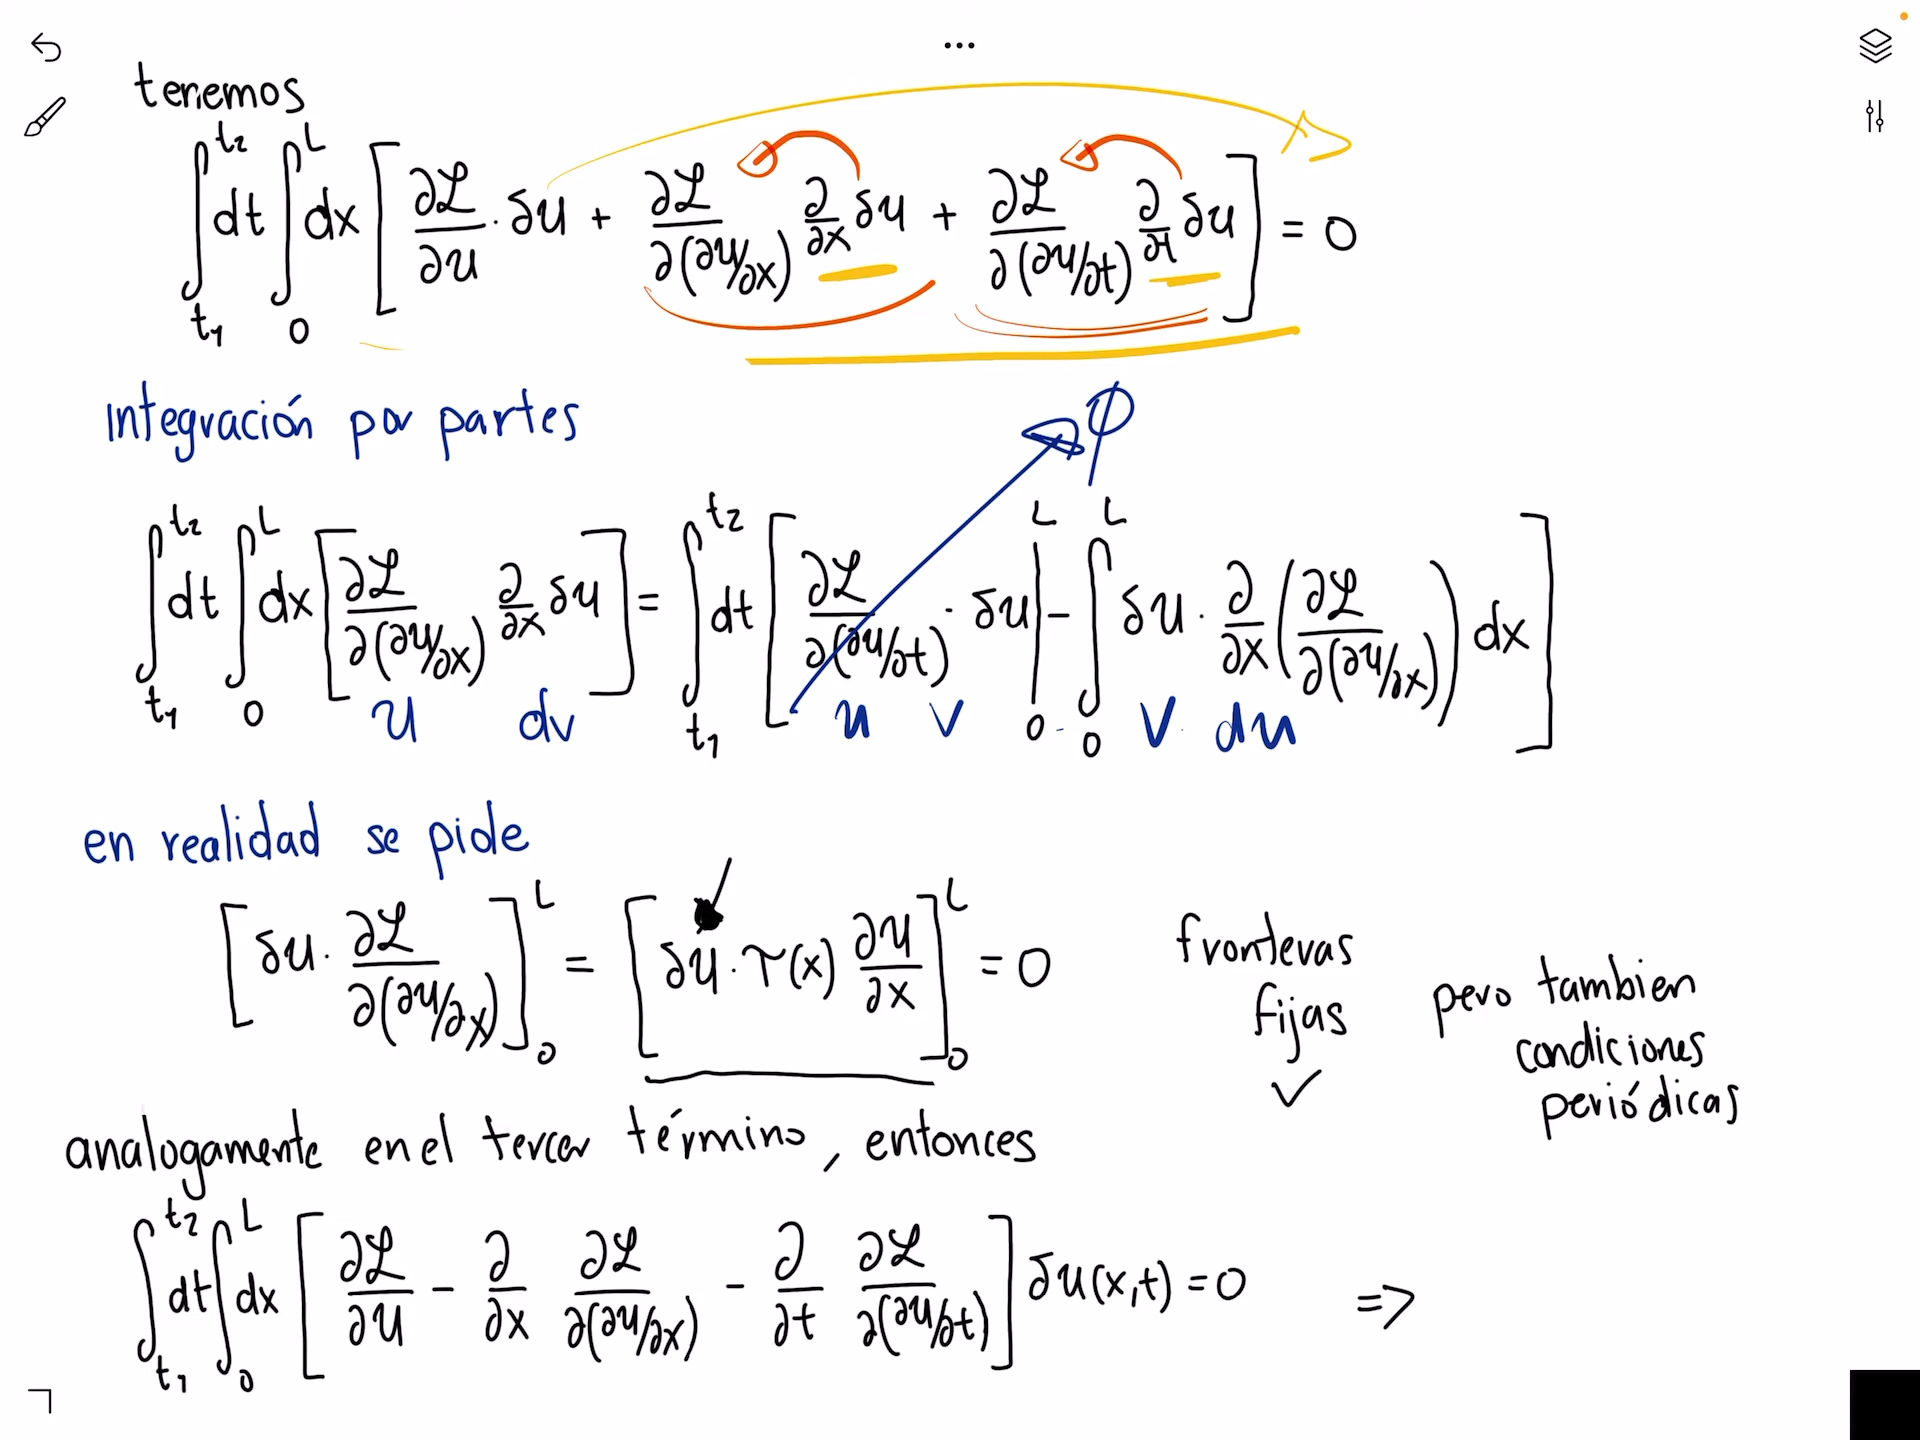 tenemos
∫_{t₁}^{t₂} dt ∫_0^L dx [ ∂ℒ/∂u · δu + ∂ℒ/∂(∂u/∂x) ∂/∂x δu + ∂ℒ/∂(∂u/∂t) ∂/∂t δu ] = 0
Integración por partes
∅
∫_{t₁}^{t₂} dt ∫_0^L dx [ ∂ℒ/∂(∂u/∂x) ∂/∂x δu ] = ∫_{t₁}^{t₂} dt [ ∂ℒ/∂(∂u/∂t) · δu |_0^L - ∫_0^L δu · ∂/∂x ( ∂ℒ/∂(∂u/∂x) ) dx ]
u dv u v v · du
en realidad se pide
[ δu · ∂ℒ/∂(∂u/∂x) ]_0^L = [ δu · τ(x) ∂u/∂x ]_0^L = 0
fronteras
fijas
✓
pero tambien
condiciones
periódicas
analogamente en el tercer término, entonces
∫_{t₁}^{t₂} dt ∫_0^L dx [ ∂ℒ/∂u - ∂/∂x ∂ℒ/∂(∂u/∂x) - ∂/∂t ∂ℒ/∂(∂u/∂t) ] δu(x,t) = 0 =>